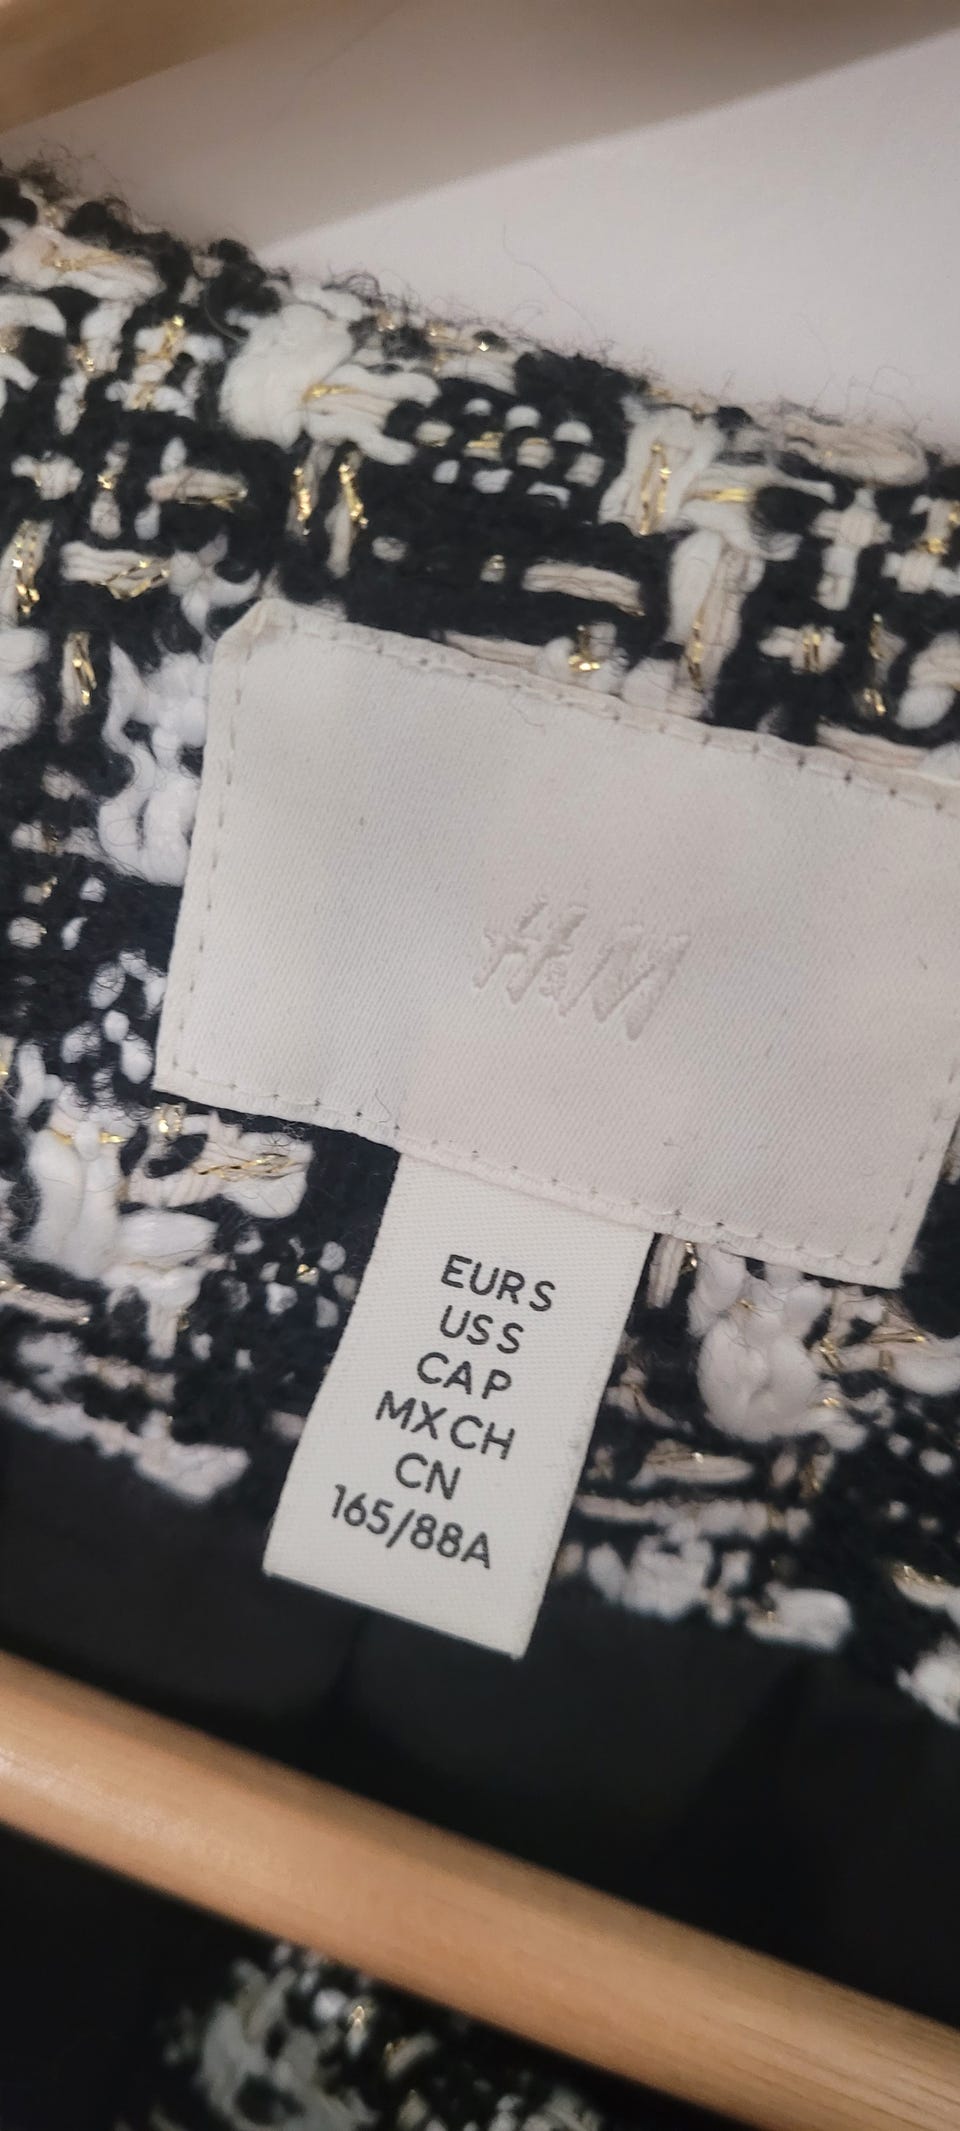 H&M
EUR S
US S
CA P
MX CH
CN
165/88A